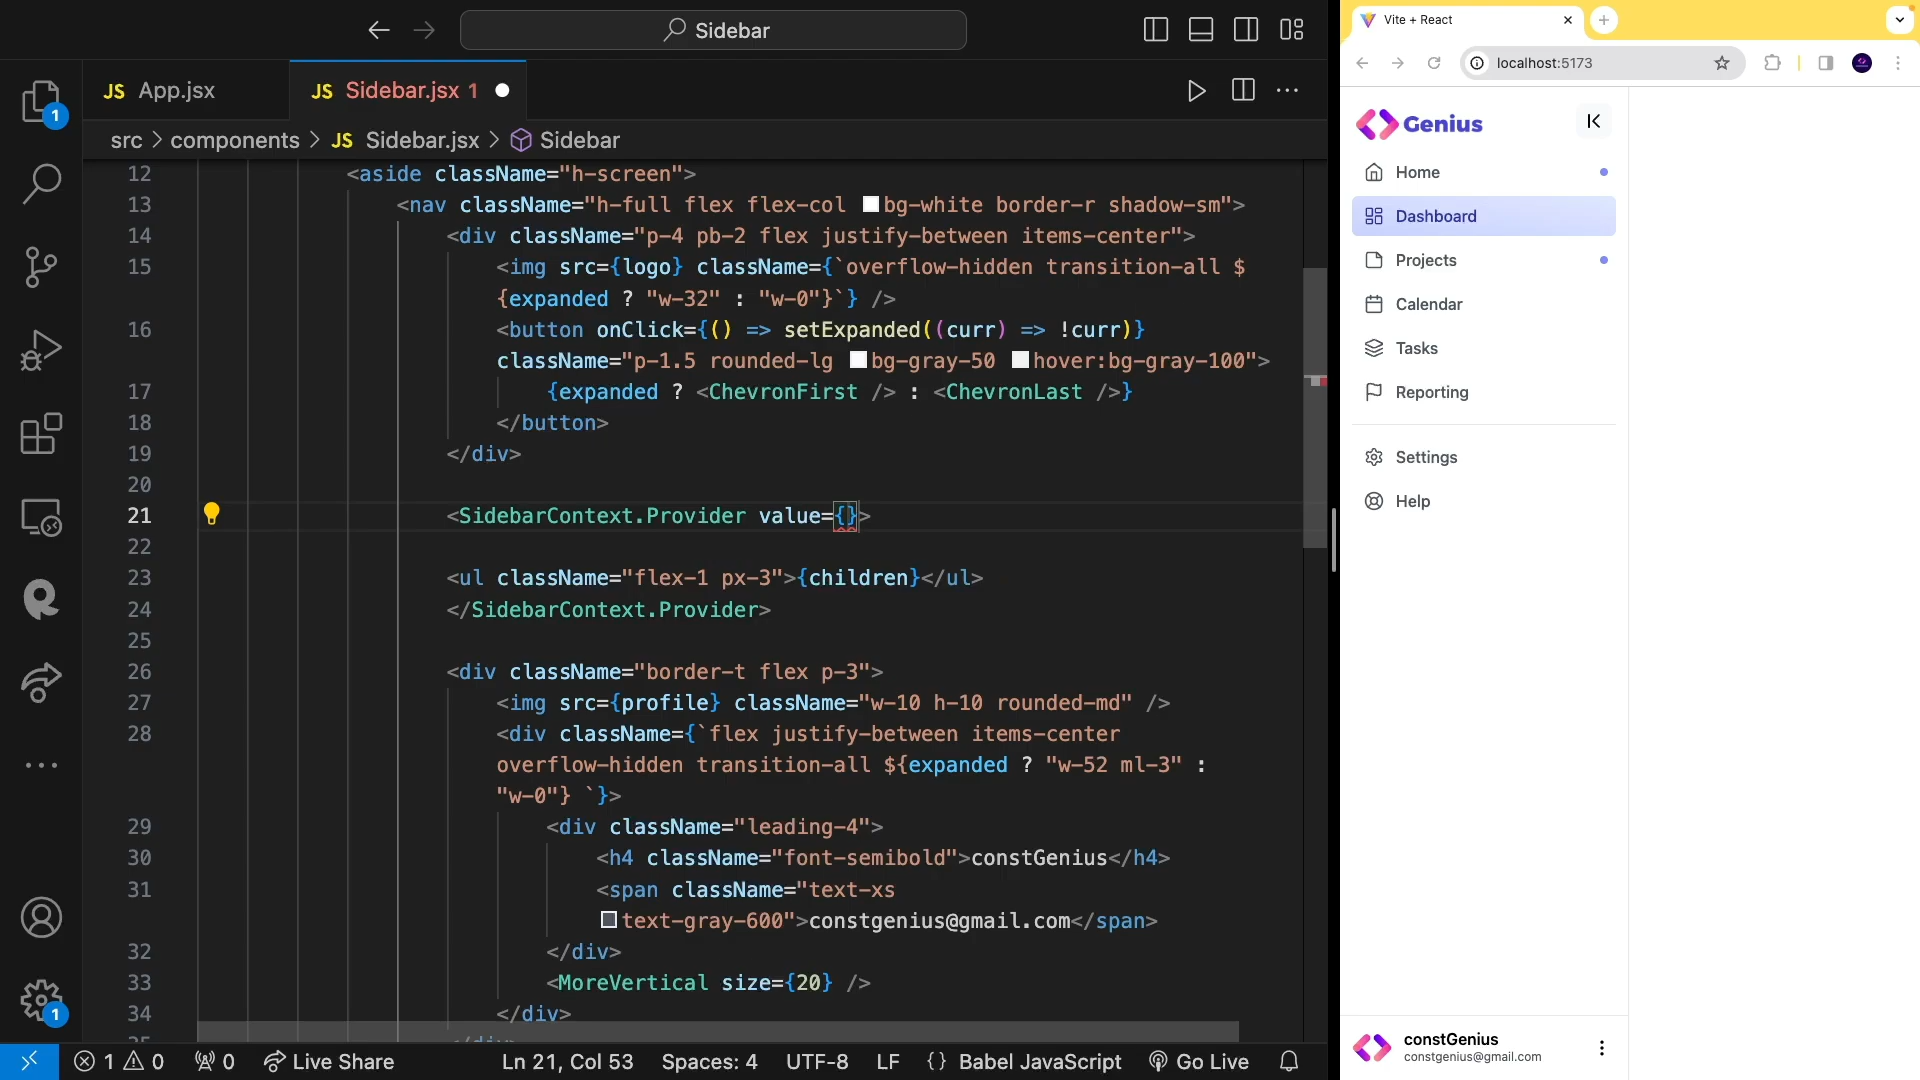 Sidebar
JS App.jsx
JS Sidebar.jsx 1
src > components > JS Sidebar.jsx > Sidebar
12 <aside className="h-screen">
13 <nav className="h-full flex flex-col bg-white border-r shadow-sm">
14 <div className="p-4 pb-2 flex justify-between items-center">
15 <img src={logo} className={`overflow-hidden transition-all $
{expanded ? "w-32" : "w-0"}`} />
16 <button onClick={() => setExpanded((curr) => !curr)}
className="p-1.5 rounded-lg bg-gray-50 hover:bg-gray-100">
17 {expanded ? <ChevronFirst /> : <ChevronLast />}
18 </button>
19 </div>
20
21 <SidebarContext.Provider value={}>
22
23 <ul className="flex-1 px-3">{children}</ul>
24 </SidebarContext.Provider>
25
26 <div className="border-t flex p-3">
27 <img src={profile} className="w-10 h-10 rounded-md" />
28 <div className={`flex justify-between items-center
overflow-hidden transition-all ${expanded ? "w-52 ml-3" :
"w-0"} `}>
29 <div className="leading-4">
30 <h4 className="font-semibold">constGenius</h4>
31 <span className="text-xs
text-gray-600">constgenius@gmail.com</span>
32 </div>
33 <MoreVertical size={20} />
34 </div>
35 </div>
1
1
1 0
0
Live Share
Ln 21, Col 53
Spaces: 4
UTF-8
LF
{} Babel JavaScript
Go Live
Vite + React
localhost:5173
Genius
Home
Dashboard
Projects
Calendar
Tasks
Reporting
Settings
Help
constGenius
constgenius@gmail.com